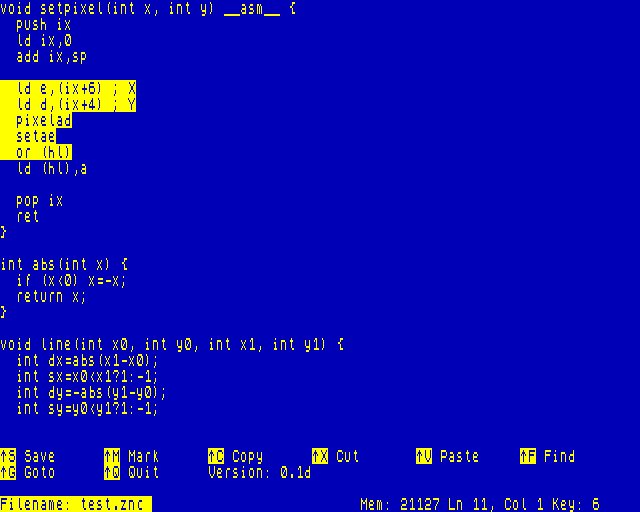 void setpixel(int x, int y) __asm__ {
  push ix
  ld ix,0
  add ix,sp

  ld e,(ix+6) ; X
  ld d,(ix+4) ; Y
  pixelad
  setae
  or (hl)
  ld (hl),a

  pop ix
  ret
}

int abs(int x) {
  if (x<0) x=-x;
  return x;
}

void line(int x0, int y0, int x1, int y1) {
  int dx=abs(x1-x0);
  int sx=x0<x1?1:-1;
  int dy=-abs(y1-y0);
  int sy=y0<y1?1:-1;

↑S Save ↑M Mark ↑C Copy ↑X Cut ↑V Paste ↑F Find
↑G Goto ↑Q Quit Version: 0.1d

Filename: test.znc Mem: 21127 Ln 11, Col 1 Key: 6